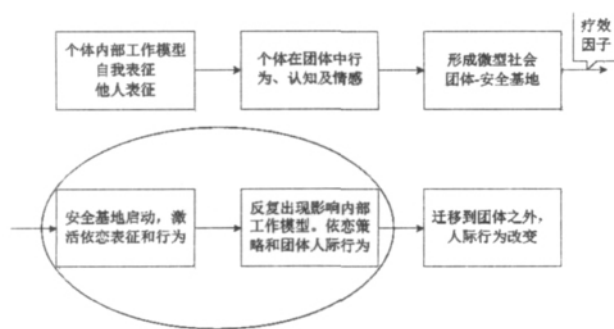 个体内部工作模型
自我表征
他人表征
个体在团体中行
为、认知及情感
形成微型社会
团体-安全基地
疗效
因子
安全基地启动，激
活依恋表征和行为
反复出现影响内部
工作模型。依恋策
略和团体人际行为
迁移到团体之外，
人际行为改变